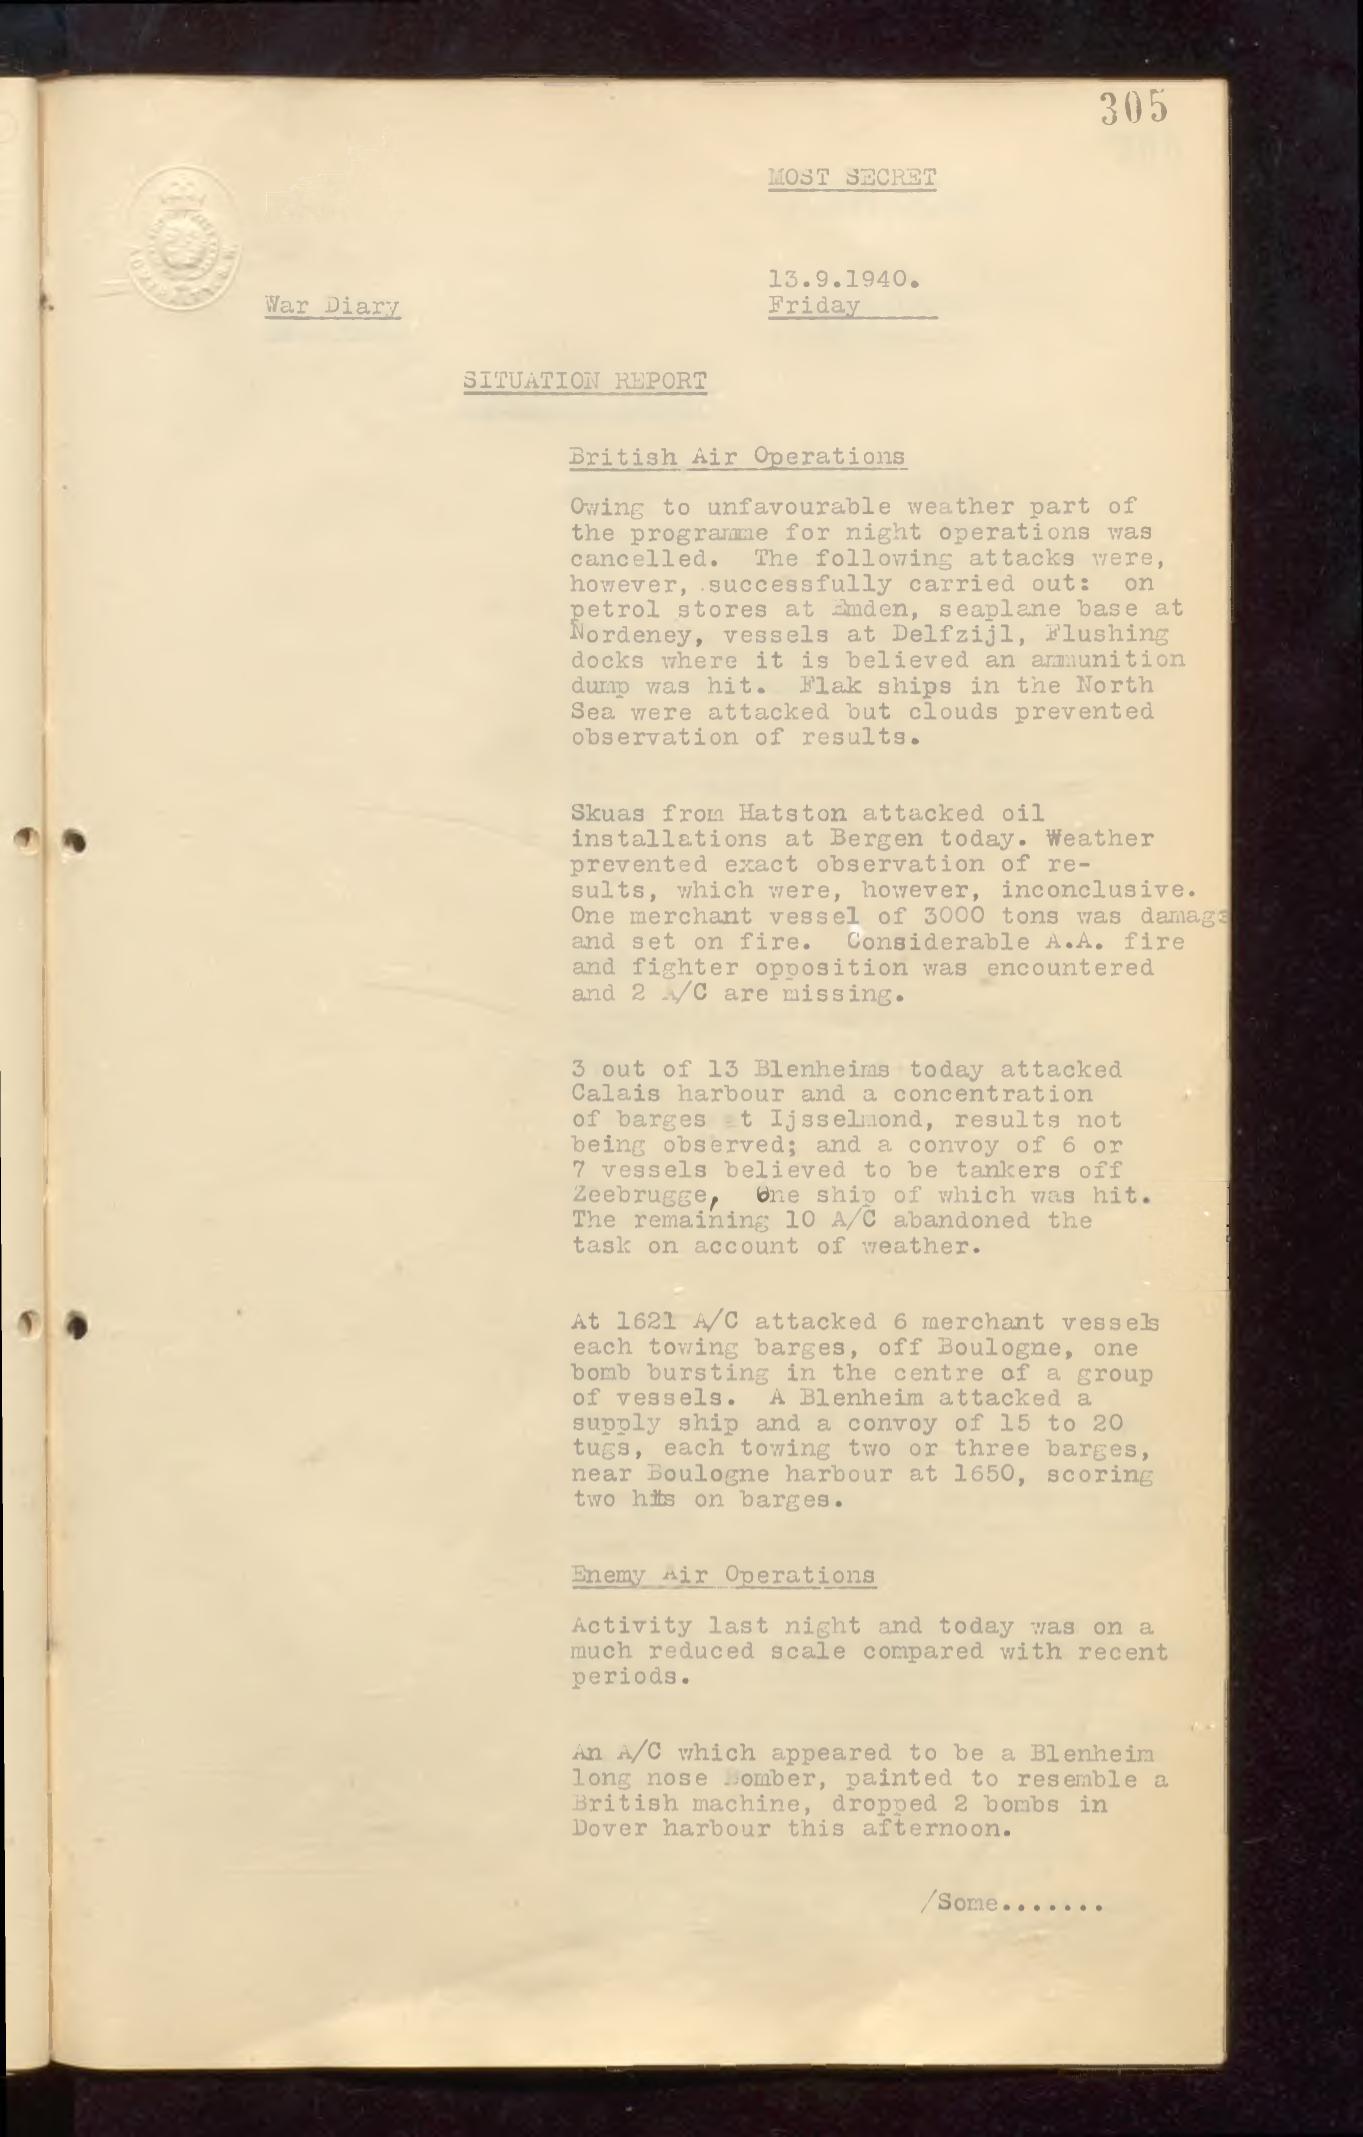 305
MOST SECRET
13.9.1940.
War Diary
Friday
SITUATION REPORT
British Air Operations
Owing to unfavourable weather part of
the programme for night operations was
cancelled. The following attacks were,
however, successfully carried out: on
petrol stores at Emden, seaplane base at
Nordeney, vessels at Delfzijl, Flushing
docks where it is believed an ammunition
dump was hit. Flak ships in the North
Sea were attacked but clouds prevented
observation of results.
Skuas from Hatston attacked oil
installations at Bergen today. Weather
prevented exact observation of re-
sults, which were, however, inconclusive.
One merchant vessel of 3000 tons was damage
and set on fire. Considerable A.A. fire
and fighter opposition was encountered
and 2 A/C are missing.
3 out of 13 Blenheims today attacked
Calais harbour and a concentration
of barges at Ijsselmond, results not
being observed; and a convoy of 6 or
7 vessels believed to be tankers off
Zeebrugge, One ship of which was hit.
The remaining 10 A/C abandoned the
task on account of weather.
At 1621 A/C attacked 6 merchant vessels
each towing barges, off Boulogne, one
bomb bursting in the centre of a group
of vessels. A Blenheim attacked a
supply ship and a convoy of 15 to 20
tugs, each towing two or three barges,
near Boulogne harbour at 1650, scoring
two hits on barges.
Enemy Air Operations
Activity last night and today was on a
much reduced scale compared with recent
periods.
An A/C which appeared to be a Blenheim
long nose Bomber, painted to resemble a
British machine, dropped 2 bombs in
Dover harbour this afternoon.
/Some.......